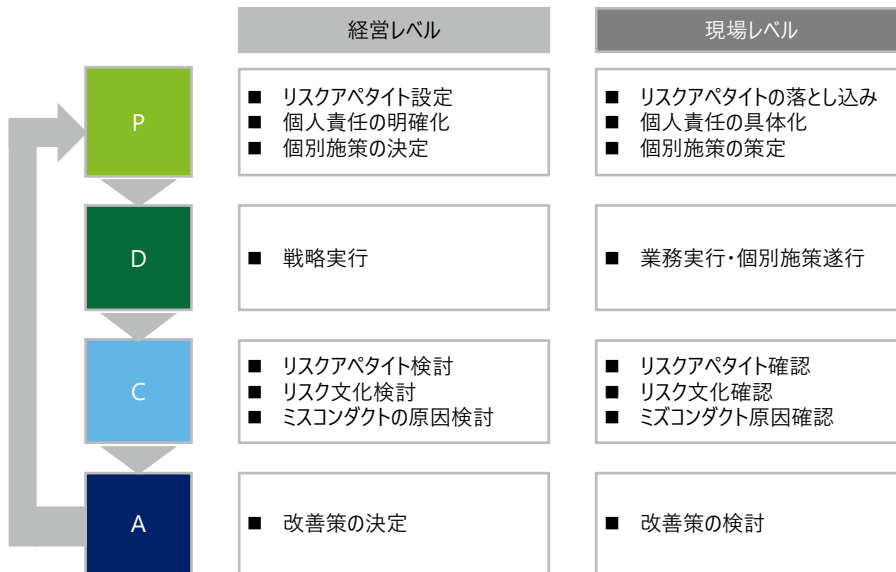 経営レベル
現場レベル
P
■ リスクアペタイト設定
■ 個人責任の明確化
■ 個別施策の決定
■ リスクアペタイトの落とし込み
■ 個人責任の具体化
■ 個別施策の策定
D
■ 戦略実行
■ 業務実行・個別施策遂行
C
■ リスクアペタイト検討
■ リスク文化検討
■ ミスコンダクトの原因検討
■ リスクアペタイト確認
■ リスク文化確認
■ ミズコンダクト原因確認
A
■ 改善策の決定
■ 改善策の検討